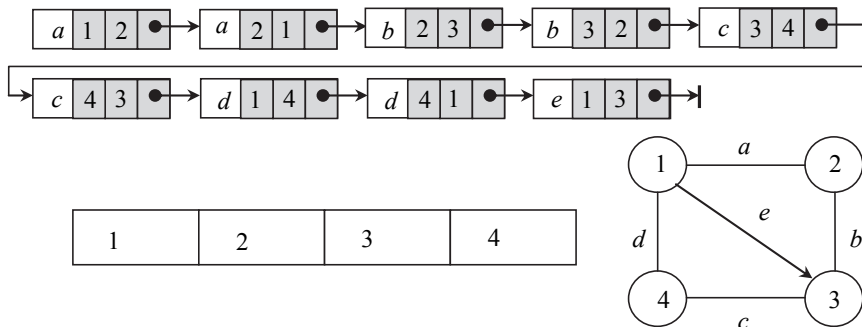 a 1 2 a 2 1 b 2 3 b 3 2 c 3 4
c 4 3 d 1 4 d 4 1 e 1 3
1 a 2
1 2 3 4
d e b
4 c 3